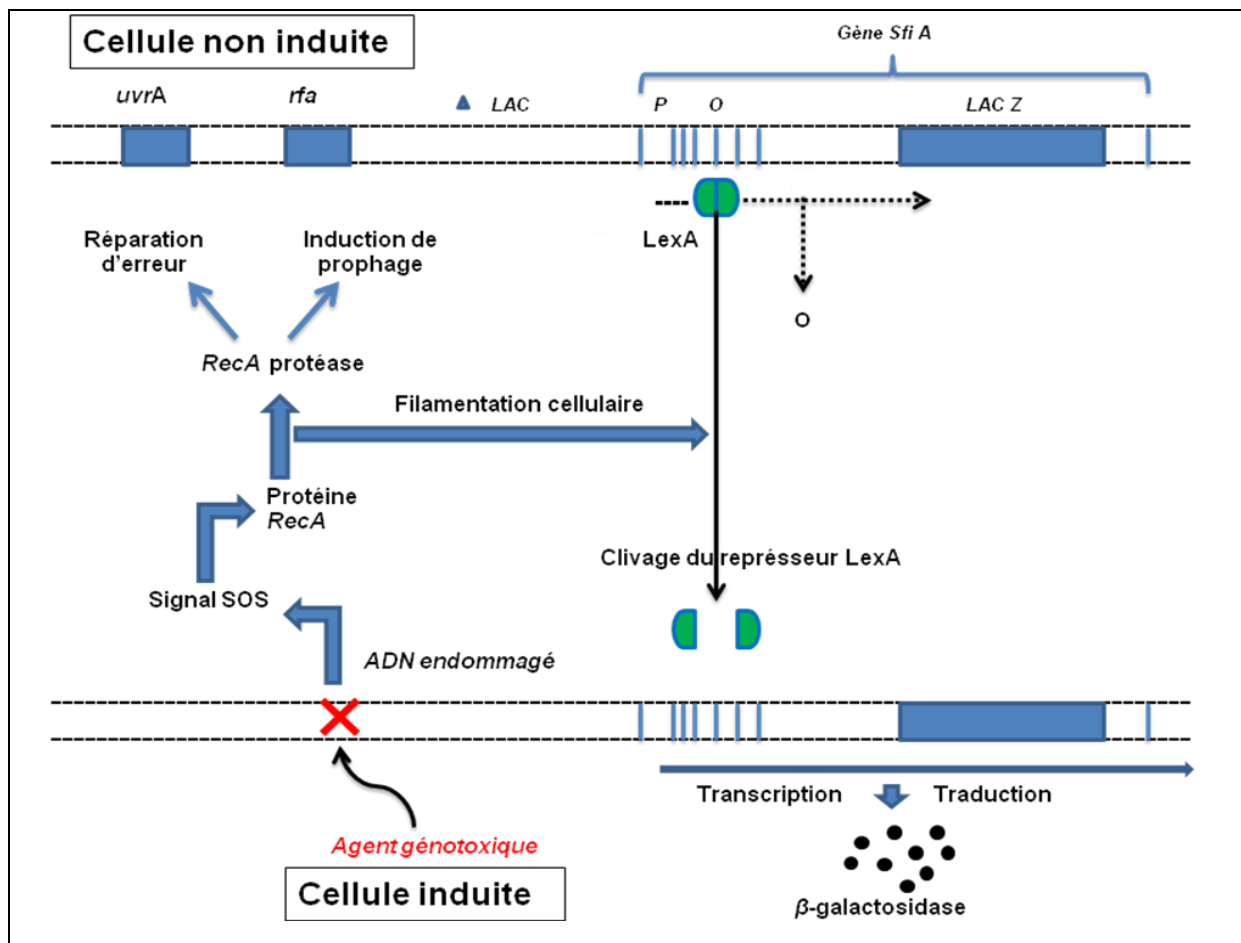 Cellule non induite
Gène Sfi A
uvrA
rfa
LAC
P
O
LAC Z
LexA
Réparation
d'erreur
Induction de
prophage
O
RecA protéase
Filamentation cellulaire
Protéine
RecA
Clivage du represseur LexA
Signal SOS
ADN endommagé
Transcription
Traduction
Agent génotoxique
Cellule induite
β-galactosidase